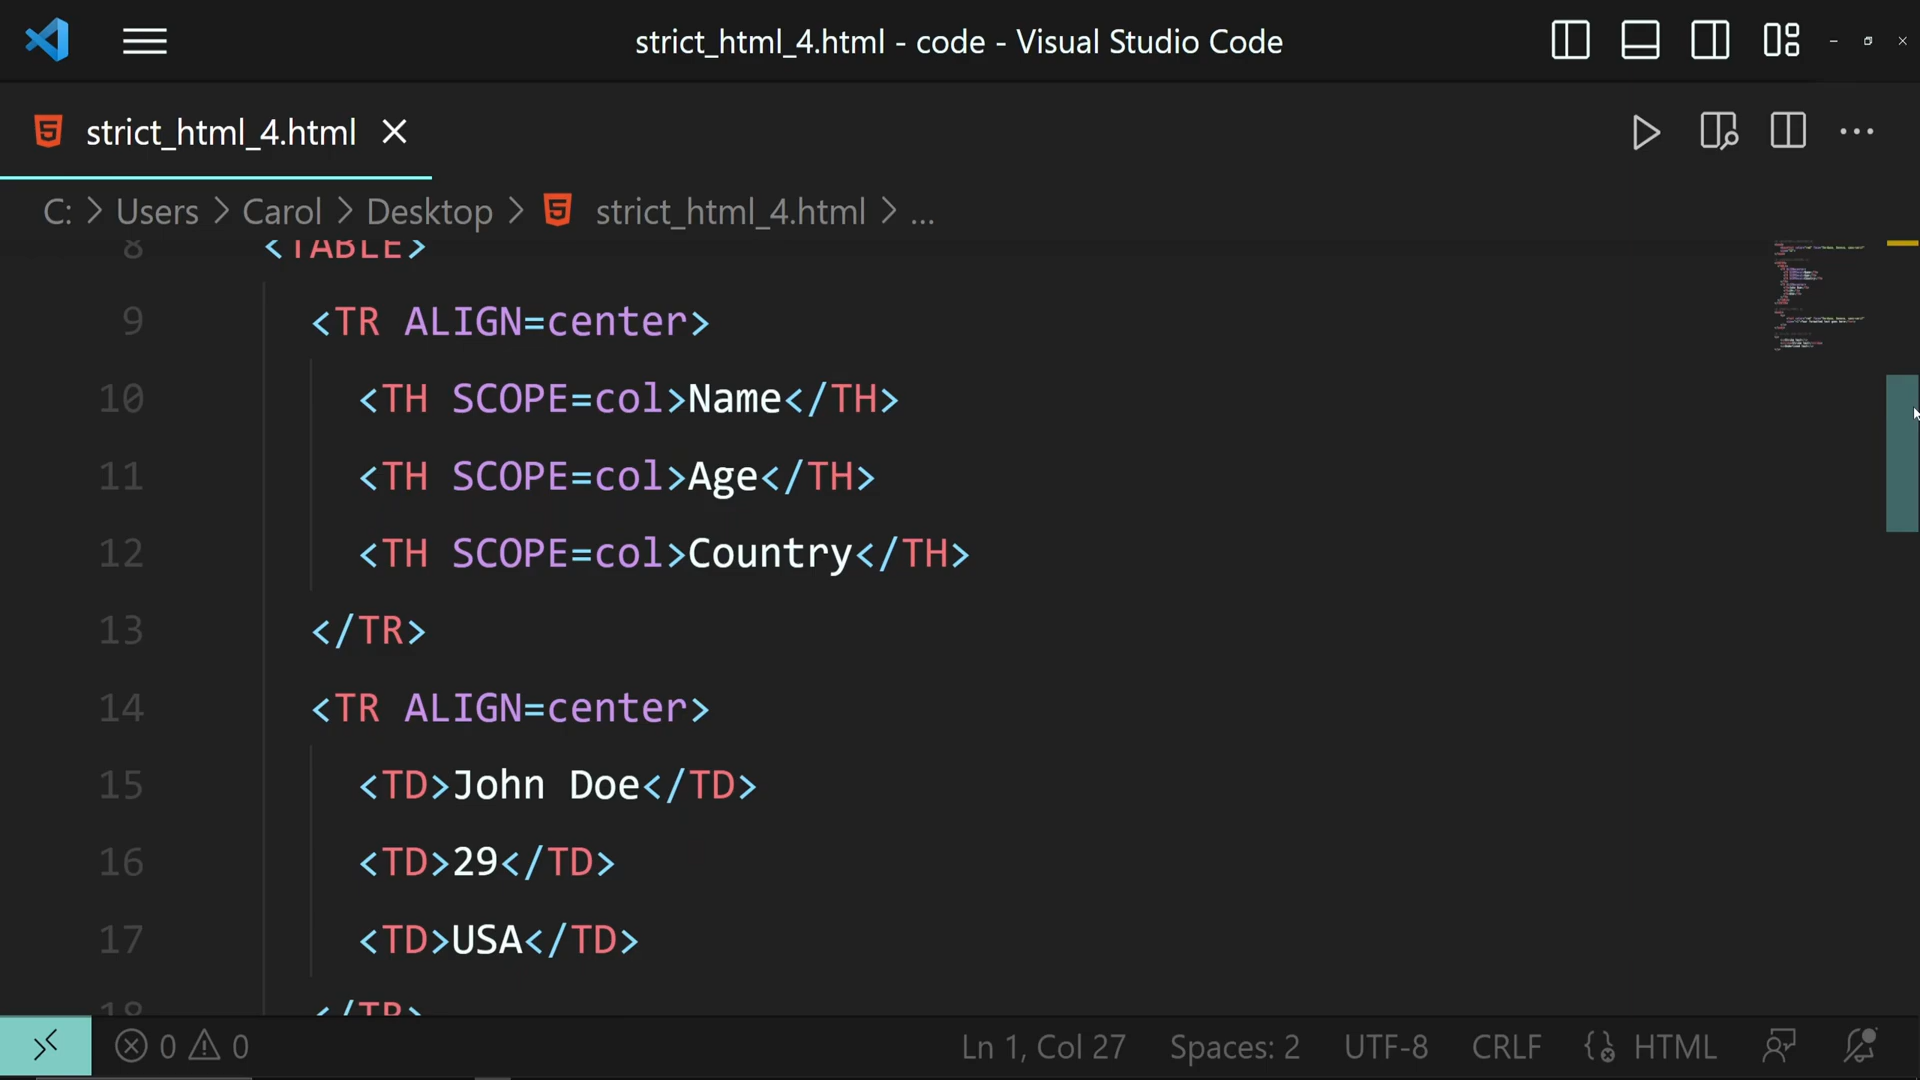 strict_html_4.html - code - Visual Studio Code
strict_html_4.html
C: > Users > Carol > Desktop > strict_html_4.html > ...
8 <TABLE>
9 <TR ALIGN=center>
10 <TH SCOPE=col>Name</TH>
11 <TH SCOPE=col>Age</TH>
12 <TH SCOPE=col>Country</TH>
13 </TR>
14 <TR ALIGN=center>
15 <TD>John Doe</TD>
16 <TD>29</TD>
17 <TD>USA</TD>
18 </TR>
0 0 Ln 1, Col 27 Spaces: 2 UTF-8 CRLF HTML